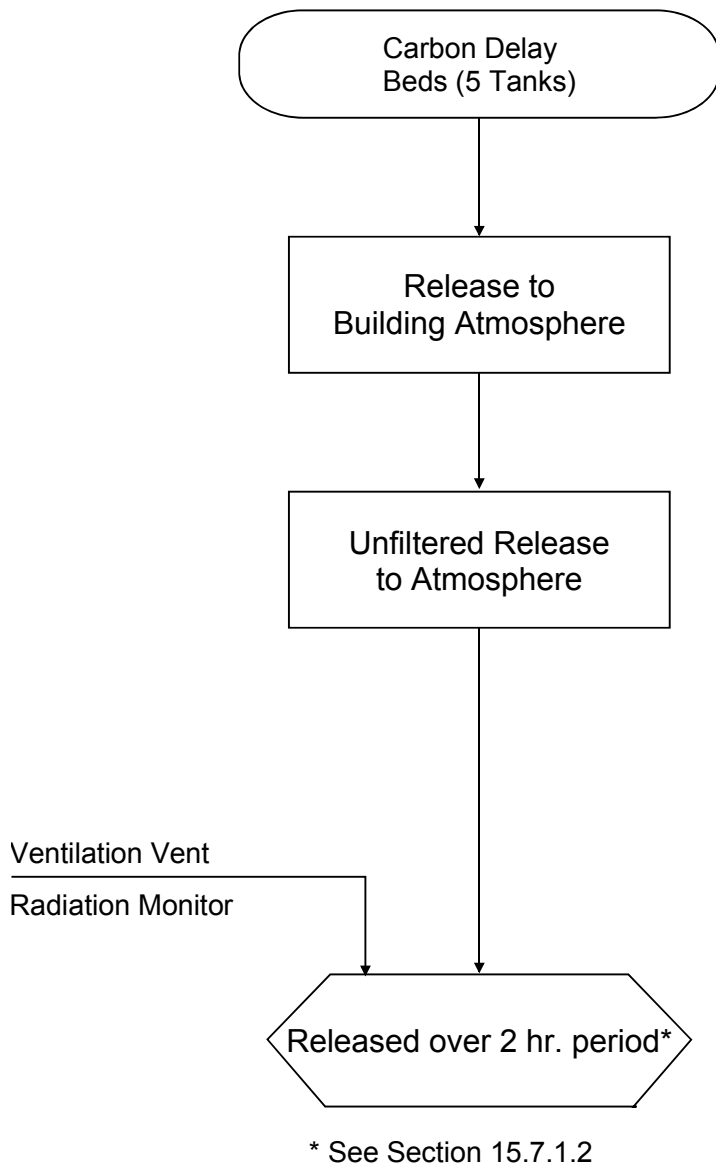 Carbon Delay
Beds (5 Tanks)
Release to
Building Atmosphere
Unfiltered Release
to Atmosphere
Ventilation Vent
Radiation Monitor
Released over 2 hr. period*
* See Section 15.7.1.2